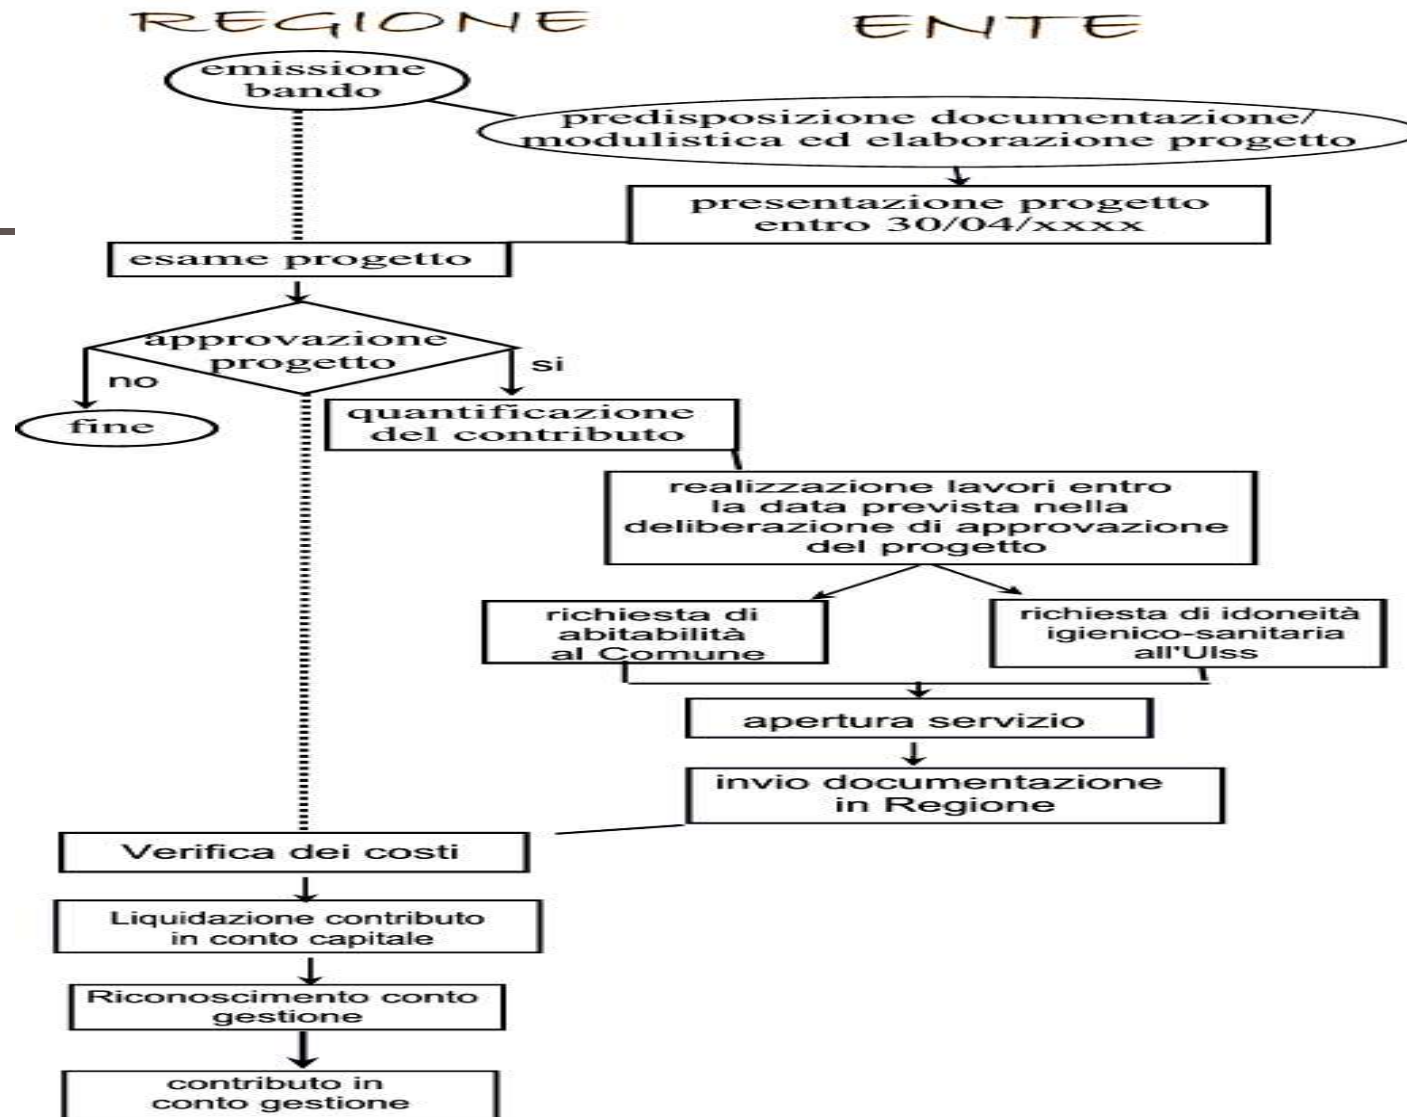 REGIONE ENTE
emissione
bando
predisposizione documentazione/
modulistica ed elaborazione progetto
presentazione progetto
entro 30/04/xxxx
esame progetto
approvazione
progetto
no
si
fine
quantificazione
del contributo
realizzazione lavori entro
la data prevista nella
deliberazione di approvazione
del progetto
richiesta di
abitabilità
al Comune
richiesta di idoneità
igienico-sanitaria
all'Ulss
apertura servizio
invio documentazione
in Regione
Verifica dei costi
Liquidazione contributo
in conto capitale
Riconoscimento conto
gestione
contributo in
conto gestione